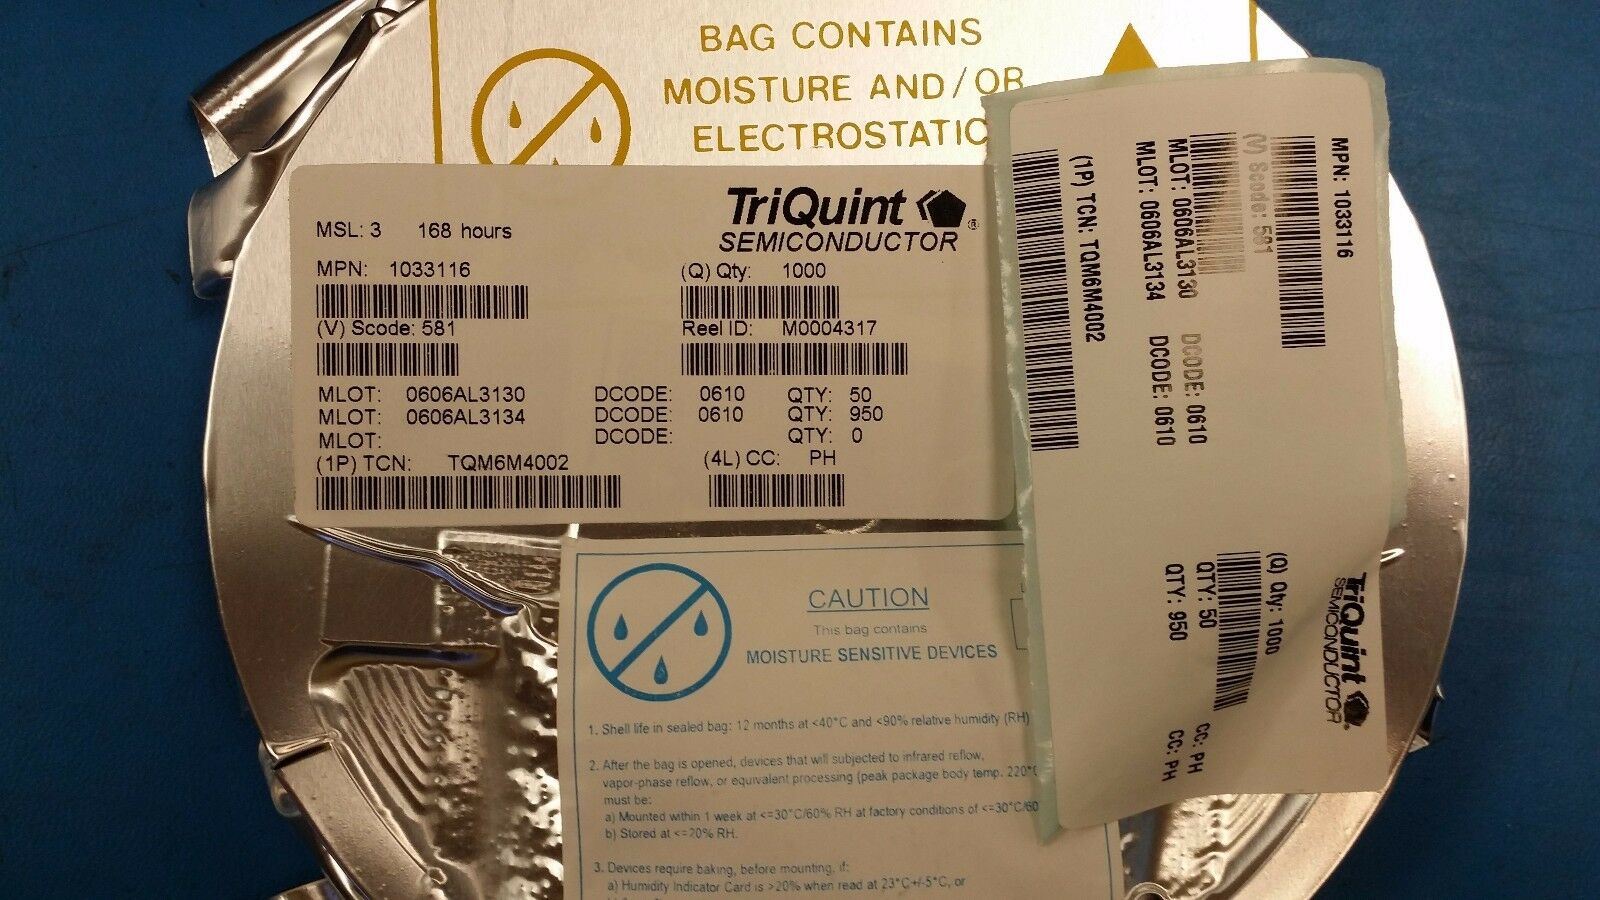 BAG CONTAINS
MOISTURE AND/OR
ELECTROSTATIC
TriQuint
SEMICONDUCTOR ®
MSL: 3 168 hours
MPN: 1033116 (Q) Qty: 1000
(V) Scode: 581 Reel ID: M0004317
MLOT: 0606AL3130 DCODE: 0610 QTY: 50
MLOT: 0606AL3134 DCODE: 0610 QTY: 950
MLOT: DCODE: QTY: 0
(1P) TCN: TQM6M4002 (4L) CC: PH
CAUTION
This bag contains
MOISTURE SENSITIVE DEVICES
1. Shelf life in sealed bag: 12 months at <40°C and <90% relative humidity (RH)
2. After the bag is opened, devices that will subjected to infrared reflow,
vapor-phase reflow, or equivalent processing (peak package body temp. 220°C
must be:
a) Mounted within 1 week at <=30°C/60% RH at factory conditions of <=30°C/60
b) Stored at <=20% RH.
3. Devices require baking, before mounting, if:
a) Humidity Indicator Card is >20% when read at 23°C+/-5°C, or
TriQuint
SEMICONDUCTOR ®
MPN: 1033116 (Q) Qty: 1000
(V) Scode: 581
MLOT: 0606AL3130 DCODE: 0610 QTY: 50 CC: PH
MLOT: 0606AL3134 DCODE: 0610 QTY: 950 CC: PH
(1P) TCN: TQM6M4002